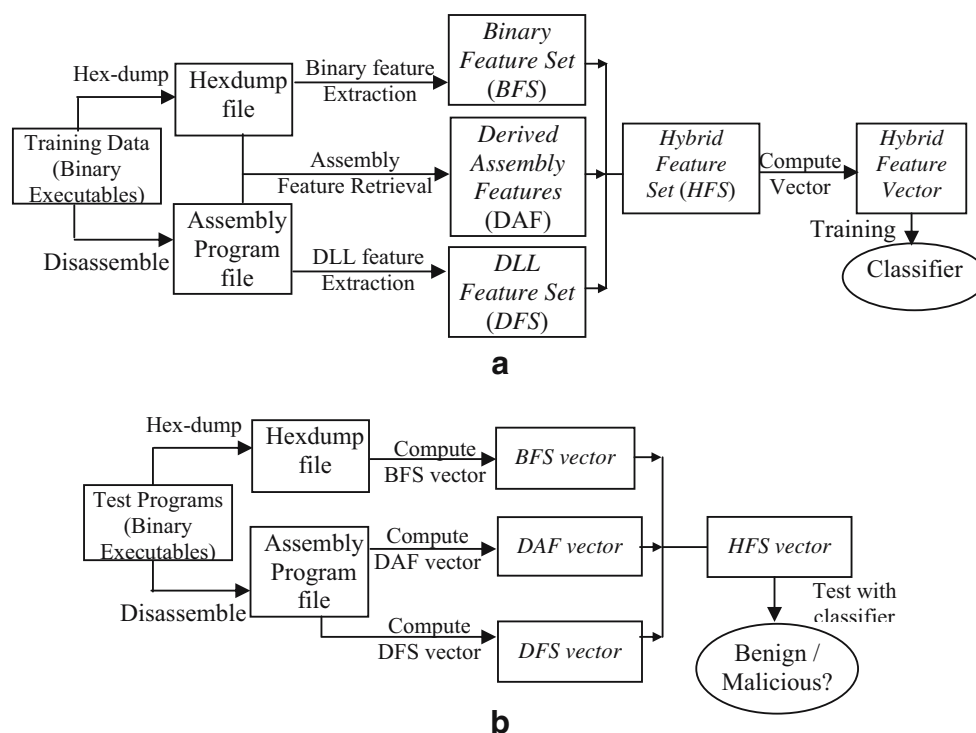 Hex-dump
Hexdump
file
Binary feature
Extraction
Binary
Feature Set
(BFS)
Training Data
(Binary
Executables)
Assembly
Feature Retrieval
Derived
Assembly
Features
(DAF)
Hybrid
Feature
Set (HFS)
Compute
Vector
Hybrid
Feature
Vector
Disassemble
Assembly
Program
file
DLL feature
Extraction
DLL
Feature Set
(DFS)
Training
Classifier
a
Hex-dump
Hexdump
file
Compute
BFS vector
BFS vector
Test Programs
(Binary
Executables)
Disassemble
Assembly
Program
file
Compute
DAF vector
DAF vector
HFS vector
Compute
DFS vector
DFS vector
Test with
classifier
Benign /
Malicious?
b